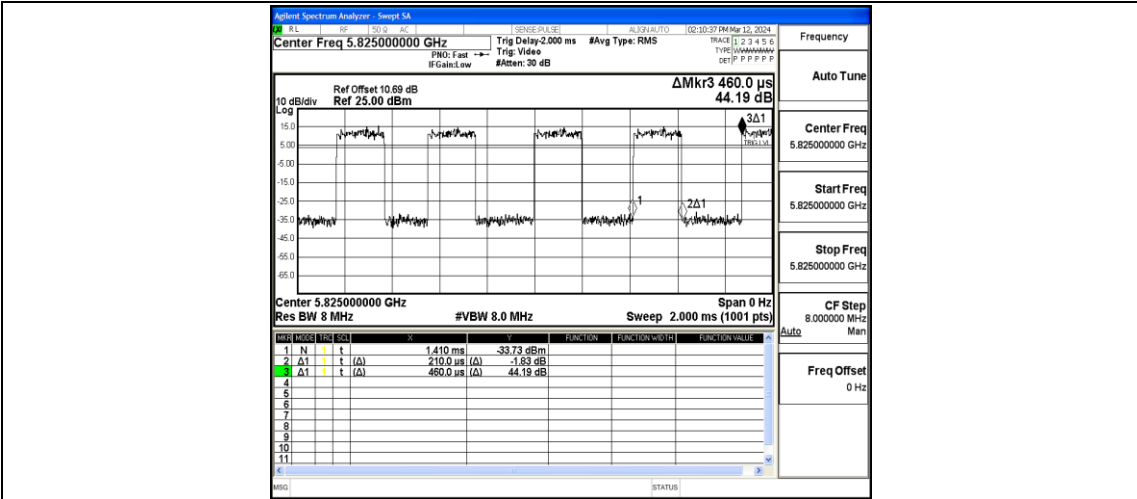 Agilent Spectrum Analyzer - Swept SA
RL RF 50 Ω AC SENSE:PULSE ALIGN AUTO 02:10:37 PM Mar 12, 2024
Center Freq 5.825000000 GHz
PNO: Fast
IFGain:Low
Trig Delay-2.000 ms
Trig: Video
#Atten: 30 dB
#Avg Type: RMS
TRACE 1 2 3 4 5 6
TYPE WWWWWW
DET P P P P P P
Ref Offset 10.69 dB
Ref 25.00 dBm
10 dB/div
Log
ΔMkr3 460.0 µs
44.19 dB
15.0
5.00
-5.00
-15.0
-25.0
-35.0
-45.0
-55.0
-65.0
3Δ1
TRIG LVL
1
2Δ1
Center 5.825000000 GHz Span 0 Hz
Res BW 8 MHz #VBW 8.0 MHz Sweep 2.000 ms (1001 pts)
MKR MODE TRC SCL X Y FUNCTION FUNCTION WIDTH FUNCTION VALUE
1 N 1 t 1.410 ms -33.73 dBm
2 Δ1 1 t (Δ) 210.0 µs (Δ) -1.83 dB
3 Δ1 1 t (Δ) 460.0 µs (Δ) 44.19 dB
4
5
6
7
8
9
10
11
MSG STATUS
Frequency
Auto Tune
Center Freq
5.825000000 GHz
Start Freq
5.825000000 GHz
Stop Freq
5.825000000 GHz
CF Step
8.000000 MHz
Auto Man
Freq Offset
0 Hz